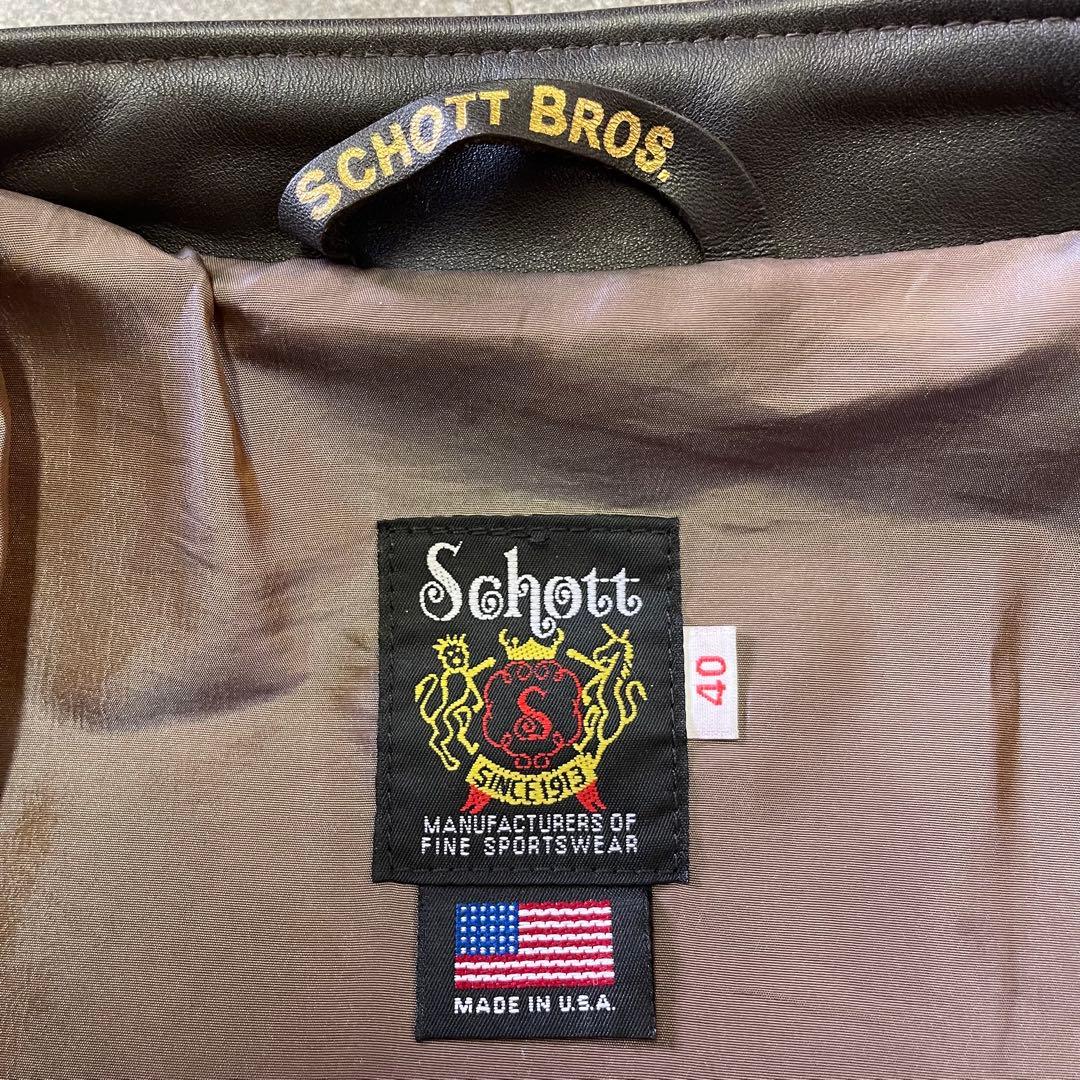 SCHOTT BROS.
Schott
S
SINCE 1913
MANUFACTURERS OF
FINE SPORTSWEAR
40
MADE IN U.S.A.